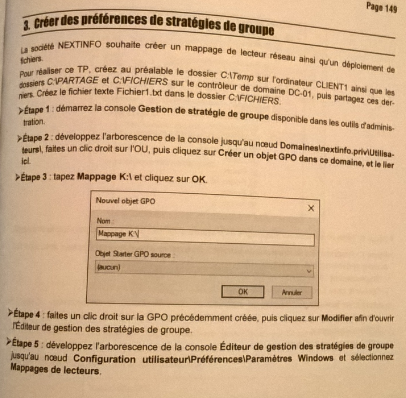 Page 149
3. Créer des préférences de stratégies de groupe
La société NEXTINFO souhaite créer un mappage de lecteur réseau ainsi qu'un déploiement de
fichiers.
Pour réaliser ce TP, créez au préalable le dossier C:\Temp sur l'ordinateur CLIENT1 ainsi que les
dossiers C:\PARTAGE et C:\FICHIERS sur le contrôleur de domaine DC-01, puis partagez ces der-
niers. Créez le fichier texte Fichier1.txt dans le dossier C:\FICHIERS.
➤Étape 1 : démarrez la console Gestion de stratégie de groupe disponible dans les outils d'adminis-
tration.
➤Étape 2 : développez l'arborescence de la console jusqu'au nœud Domaines\nextinfo.priv\Utilisa-
teurs\, faites un clic droit sur l'OU, puis cliquez sur Créer un objet GPO dans ce domaine, et le lier
ici.
➤Étape 3 : tapez Mappage K:\ et cliquez sur OK.
Nouvel objet GPO
Nom :
Mappage K:\
Objet Starter GPO source :
(aucun)
OK Annuler
➤Étape 4 : faites un clic droit sur la GPO précédemment créée, puis cliquez sur Modifier afin d'ouvrir
l'Éditeur de gestion des stratégies de groupe.
➤Étape 5 : développez l'arborescence de la console Éditeur de gestion des stratégies de groupe
jusqu'au nœud Configuration utilisateur\Préférences\Paramètres Windows et sélectionnez
Mappages de lecteurs.